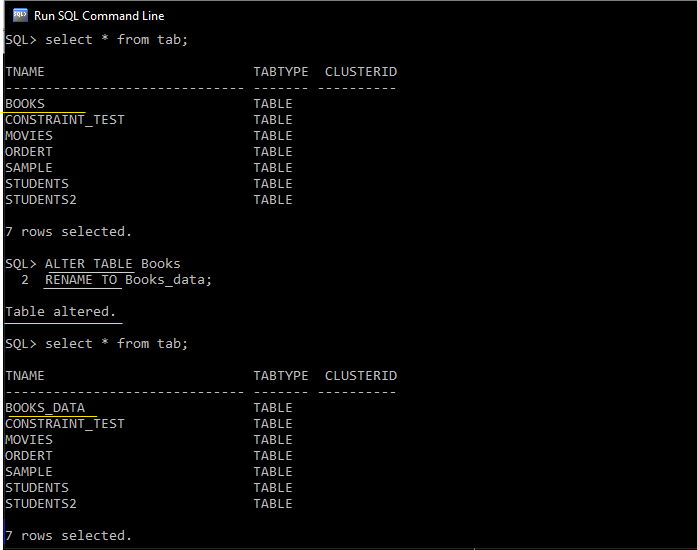 SQL> Run SQL Command Line
SQL> select * from tab;
TNAME TABTYPE CLUSTERID
------------------------------ ------- ----------
BOOKS TABLE
CONSTRAINT_TEST TABLE
MOVIES TABLE
ORDERT TABLE
SAMPLE TABLE
STUDENTS TABLE
STUDENTS2 TABLE
7 rows selected.
SQL> ALTER TABLE Books
2 RENAME TO Books_data;
Table altered.
SQL> select * from tab;
TNAME TABTYPE CLUSTERID
------------------------------ ------- ----------
BOOKS_DATA TABLE
CONSTRAINT_TEST TABLE
MOVIES TABLE
ORDERT TABLE
SAMPLE TABLE
STUDENTS TABLE
STUDENTS2 TABLE
7 rows selected.